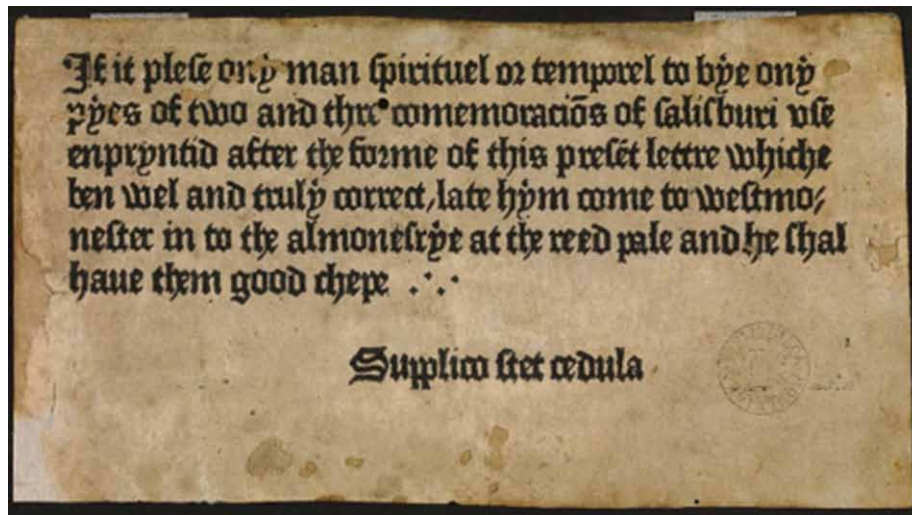 If it plese ony man spirituel or temporel to bye ony
pyes of two and thre comemoraciōs of salisburi vse
enpryntid after the forme of this presēt lettre whiche
ben wel and truly correct, late hym come to westmo-
nester in to the almonesrye at the reed pale and he shal
haue them good chepe .·.·
Supplico stet cedula